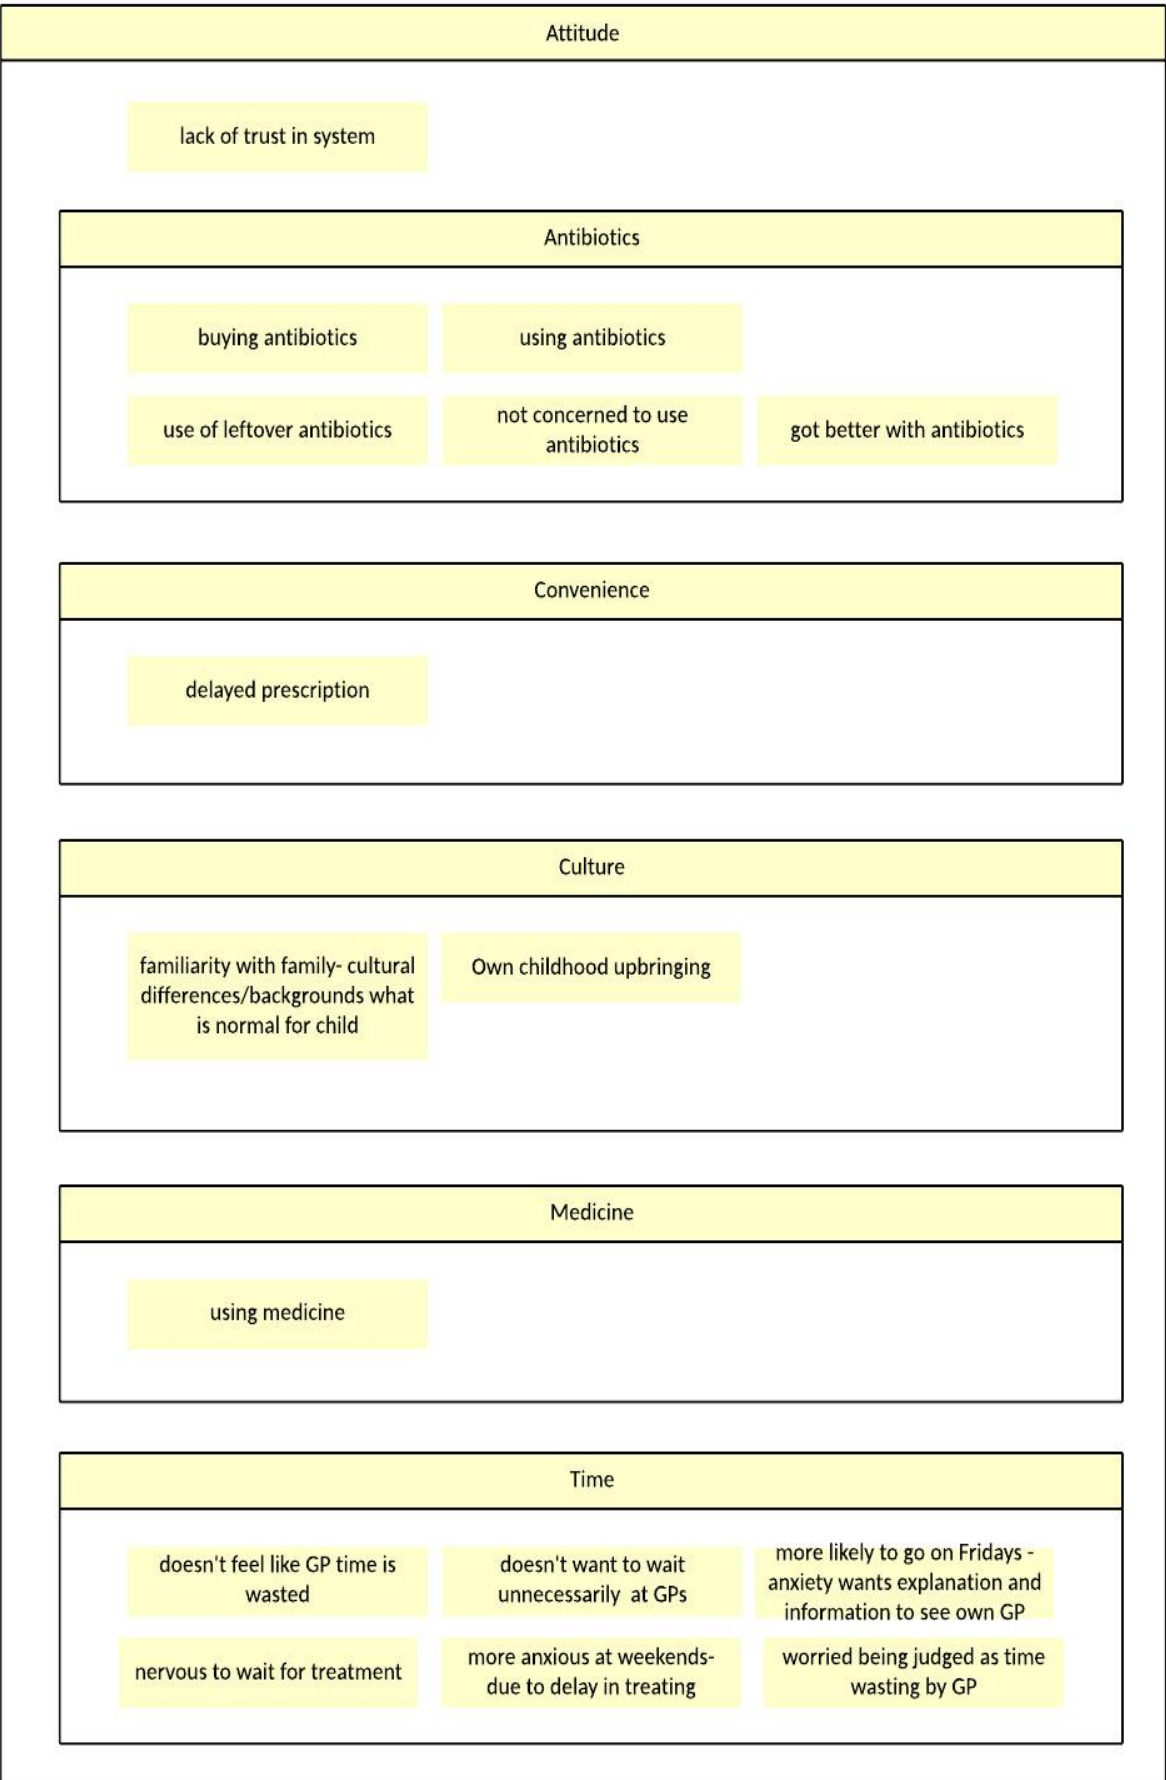 Attitude
lack of trust in system
Antibiotics
buying antibiotics
using antibiotics
use of leftover antibiotics
not concerned to use
antibiotics
got better with antibiotics
Convenience
delayed prescription
Culture
familiarity with family- cultural
differences/backgrounds what
is normal for child
Own childhood upbringing
Medicine
using medicine
Time
doesn't feel like GP time is
wasted
doesn't want to wait
unnecessarily  at GPs
more likely to go on Fridays -
anxiety wants explanation and
information to see own GP
nervous to wait for treatment
more anxious at weekends-
due to delay in treating
worried being judged as time
wasting by GP